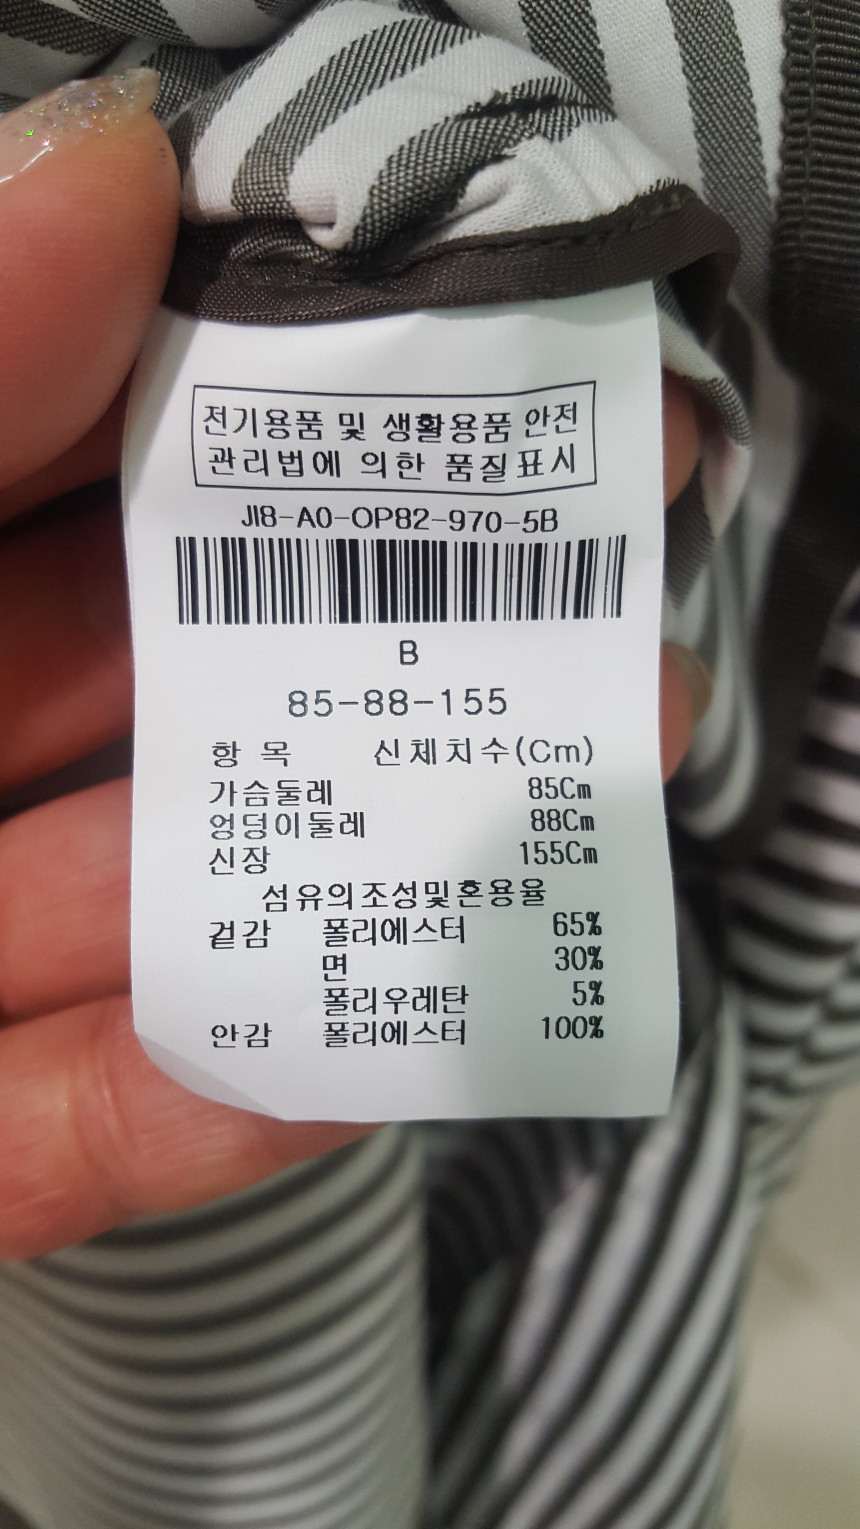 전기용품 및 생활용품 안전
관리법에 의한 품질표시
JI8-A0-OP82-970-5B
B
85-88-155
항 목 신체치수(Cm)
가슴둘레 85Cm
엉덩이둘레 88Cm
신장 155Cm
섬유의조성및혼용율
겉감 폴리에스터 65%
면 30%
폴리우레탄 5%
안감 폴리에스터 100%